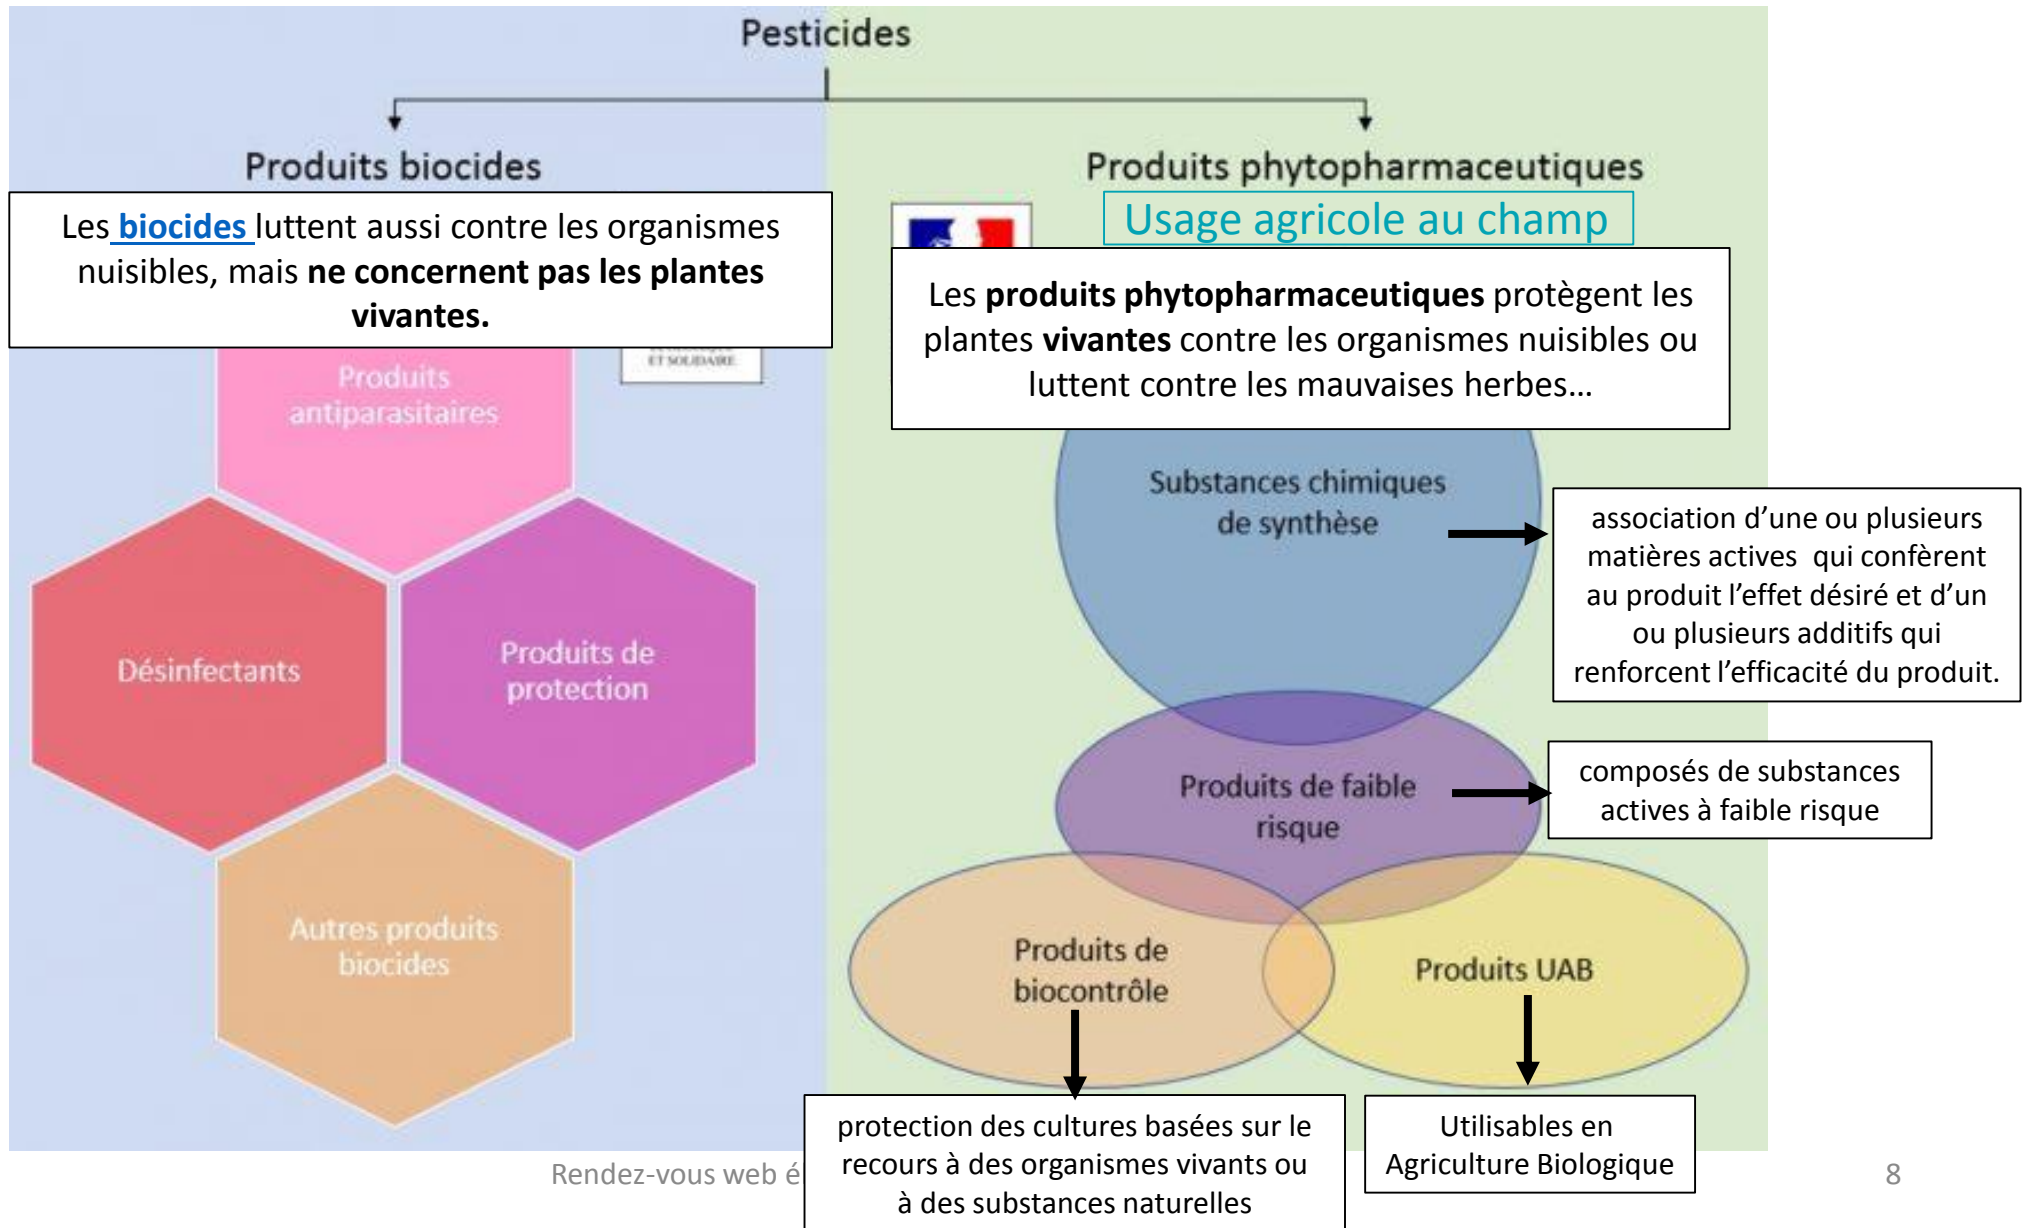 Pesticides
Produits biocides
Les biocides luttent aussi contre les organismes
nuisibles, mais ne concernent pas les plantes
vivantes.
ET SOLIDAIRE
Produits
antiparasitaires
Désinfectants
Produits de
protection
Autres produits
biocides
Produits phytopharmaceutiques
Usage agricole au champ
Les produits phytopharmaceutiques protègent les
plantes vivantes contre les organismes nuisibles ou
luttent contre les mauvaises herbes…
Substances chimiques
de synthèse
association d’une ou plusieurs
matières actives qui confèrent
au produit l’effet désiré et d’un
ou plusieurs additifs qui
renforcent l’efficacité du produit.
Produits de faible
risque
composés de substances
actives à faible risque
Produits de
biocontrôle
Produits UAB
protection des cultures basées sur le
recours à des organismes vivants ou
à des substances naturelles
Utilisables en
Agriculture Biologique
Rendez-vous web
8